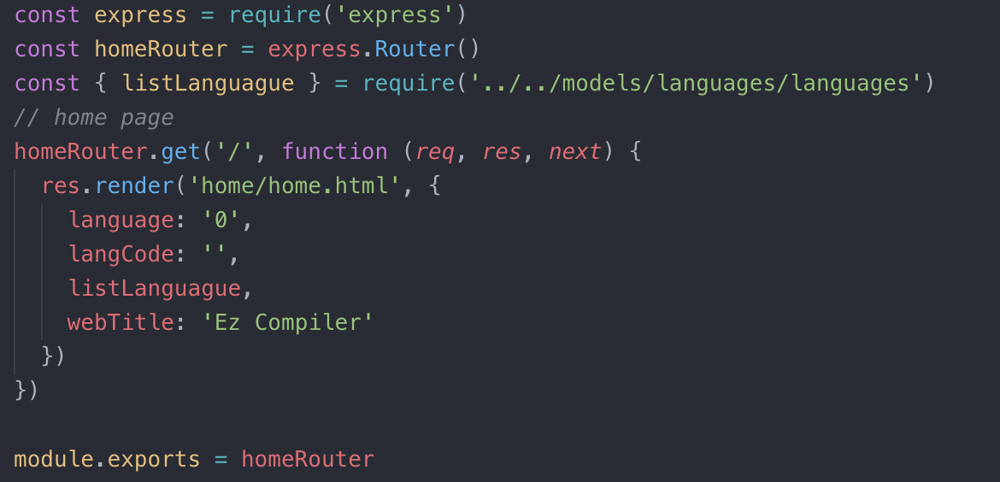 const express = require('express')
const homeRouter = express.Router()
const { listLanguague } = require('../../models/languages/languages')
// home page
homeRouter.get('/', function (req, res, next) {
  res.render('home/home.html', {
    language: '0',
    langCode: '',
    listLanguague,
    webTitle: 'Ez Compiler'
  })
})
module.exports = homeRouter